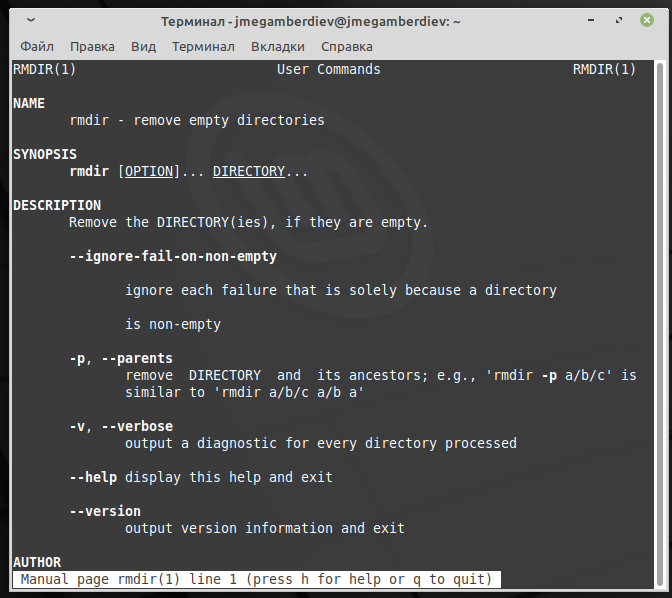 Терминал - jmegamberdiev@jmegamberdiev: ~
Файл Правка Вид Терминал Вкладки Справка
RMDIR(1) User Commands RMDIR(1)
NAME
rmdir - remove empty directories
SYNOPSIS
rmdir [OPTION]... DIRECTORY...
DESCRIPTION
Remove the DIRECTORY(ies), if they are empty.
--ignore-fail-on-non-empty
ignore each failure that is solely because a directory
is non-empty
-p, --parents
remove DIRECTORY and its ancestors; e.g., 'rmdir -p a/b/c' is
similar to 'rmdir a/b/c a/b a'
-v, --verbose
output a diagnostic for every directory processed
--help display this help and exit
--version
output version information and exit
AUTHOR
Manual page rmdir(1) line 1 (press h for help or q to quit)